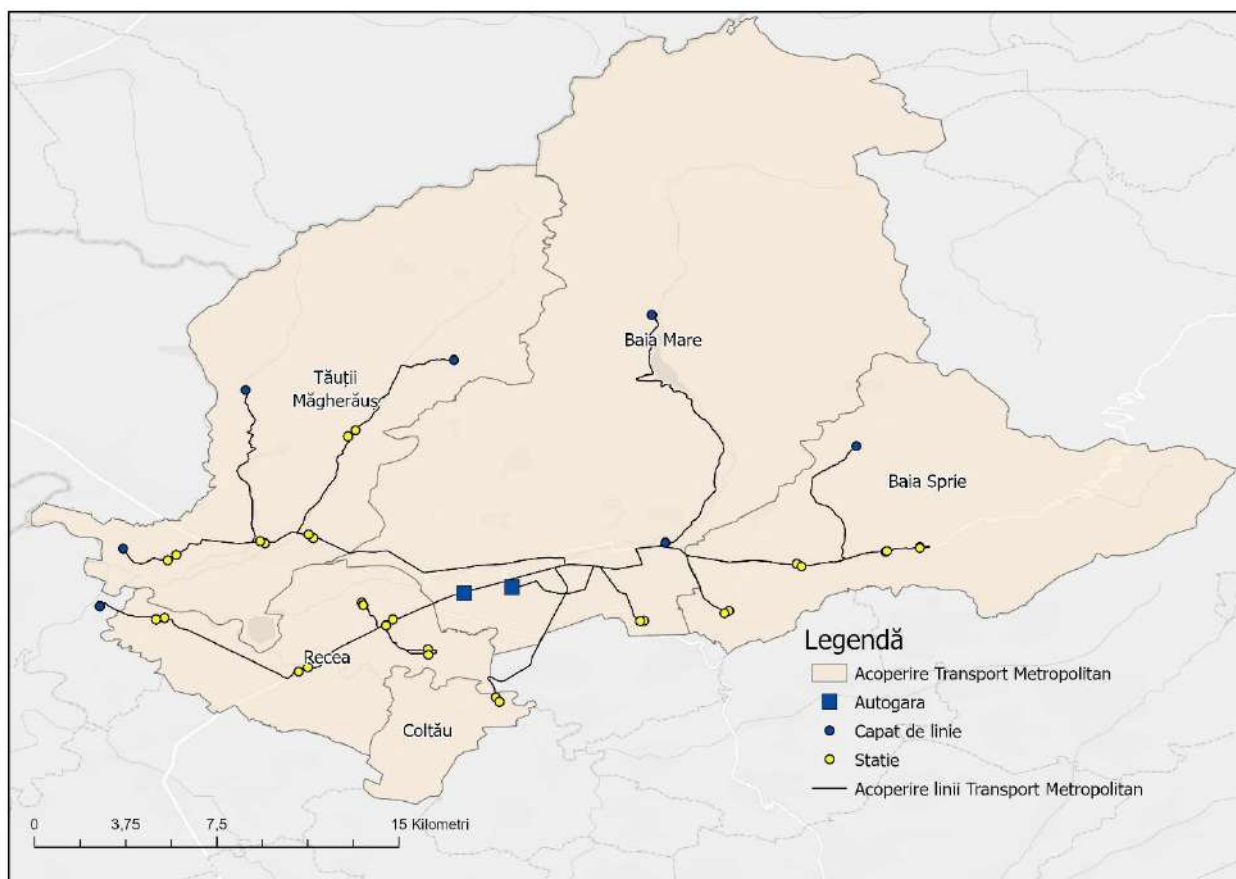 Baia Mare
Tăuții
Măgherăuș
Baia Sprie
Recea
Coltău
Legendă
Acoperire Transport Metropolitan
Autogara
Capat de linie
Statie
Acoperire linii Transport Metropolitan
0 3,75 7,5 15 Kilometri